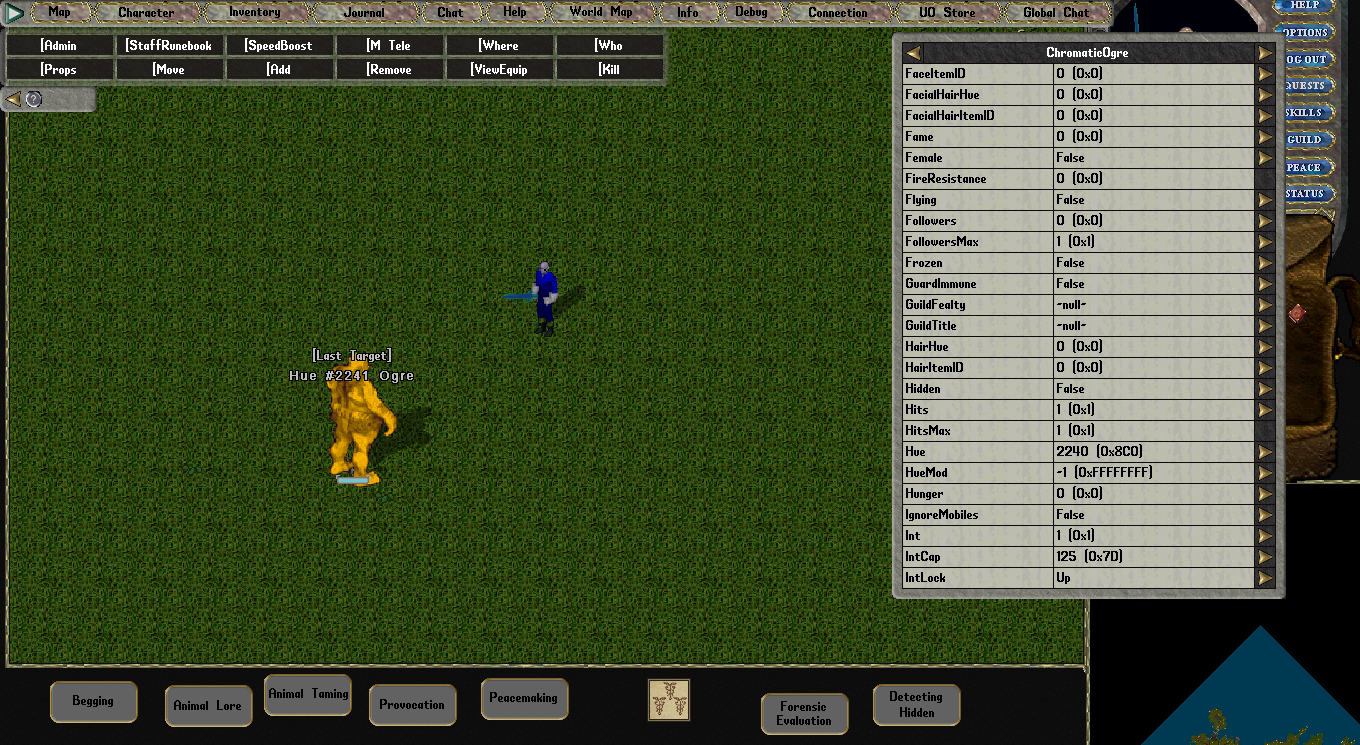 Map Character Inventory Journal Chat Help World Map Info Debug Connection UO Store Global Chat
HELP
OPTIONS
LOG OUT
QUESTS
SKILLS
GUILD
PEACE
STATUS
[Admin [StaffRunebook [SpeedBoost [M Tele [Where [Who
[Props [Move [Add [Remove [ViewEquip [Kill
?
ChromaticOgre
FaceItemID 0 (0x0)
FacialHairHue 0 (0x0)
FacialHairItemID 0 (0x0)
Fame 0 (0x0)
Female False
FireResistance 0 (0x0)
Flying False
Followers 0 (0x0)
FollowersMax 1 (0x1)
Frozen False
GuardImmune False
GuildFealty -null-
GuildTitle -null-
HairHue 0 (0x0)
HairItemID 0 (0x0)
Hidden False
Hits 1 (0x1)
HitsMax 1 (0x1)
Hue 2240 (0x8C0)
HueMod -1 (0xFFFFFFFF)
Hunger 0 (0x0)
IgnoreMobiles False
Int 1 (0x1)
IntCap 125 (0x7D)
IntLock Up
[Last Target]
Hue #2241 Ogre
Begging
Animal Lore
Animal Taming
Provocation
Peacemaking
Forensic
Evaluation
Detecting
Hidden